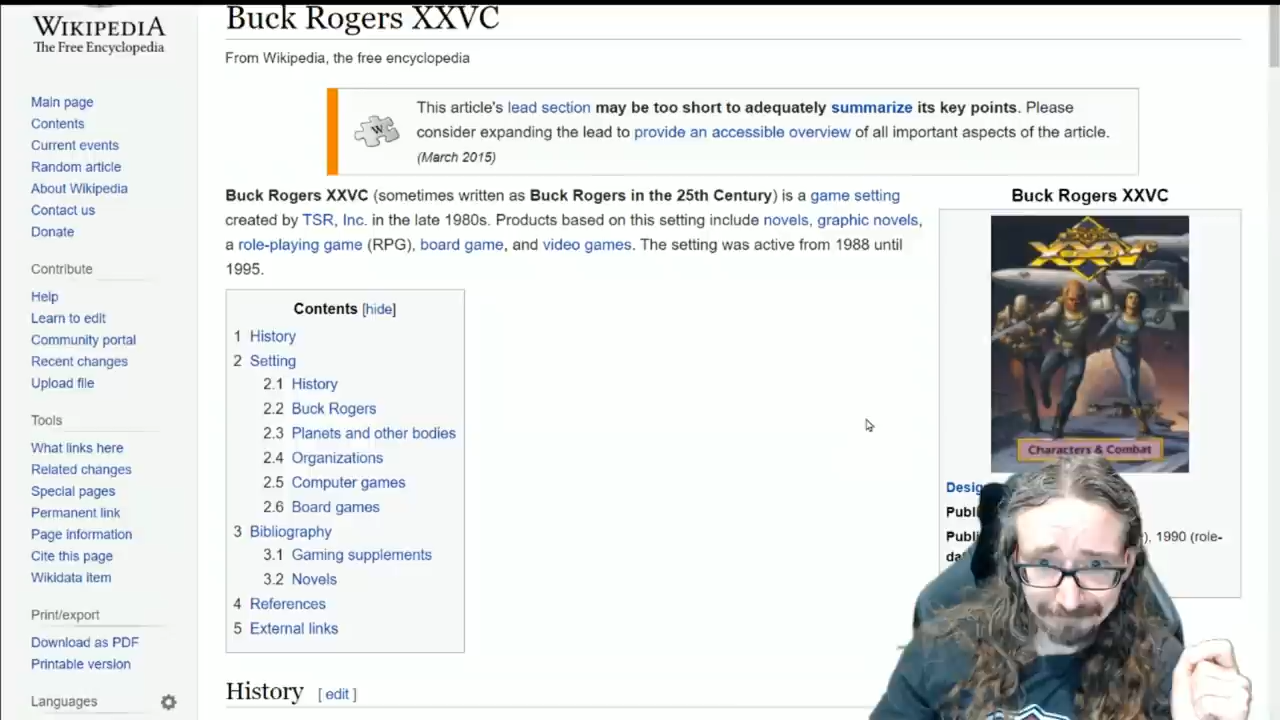 WIKIPEDIA
The Free Encyclopedia
Main page
Contents
Current events
Random article
About Wikipedia
Contact us
Donate
Contribute
Help
Learn to edit
Community portal
Recent changes
Upload file
Tools
What links here
Related changes
Special pages
Permanent link
Page information
Cite this page
Wikidata item
Print/export
Download as PDF
Printable version
Languages
Buck Rogers XXVC
From Wikipedia, the free encyclopedia
This article's lead section may be too short to adequately summarize its key points. Please
consider expanding the lead to provide an accessible overview of all important aspects of the article.
(March 2015)
Buck Rogers XXVC (sometimes written as Buck Rogers in the 25th Century) is a game setting
created by TSR, Inc. in the late 1980s. Products based on this setting include novels, graphic novels,
a role-playing game (RPG), board game, and video games. The setting was active from 1988 until
1995.
Contents [hide]
1 History
2 Setting
2.1 History
2.2 Buck Rogers
2.3 Planets and other bodies
2.4 Organizations
2.5 Computer games
2.6 Board games
3 Bibliography
3.1 Gaming supplements
3.2 Novels
4 References
5 External links
History [ edit ]
Buck Rogers XXVC
XXVC
Characters & Combat
Desig
Publi
Publi ), 1990 (role-
da